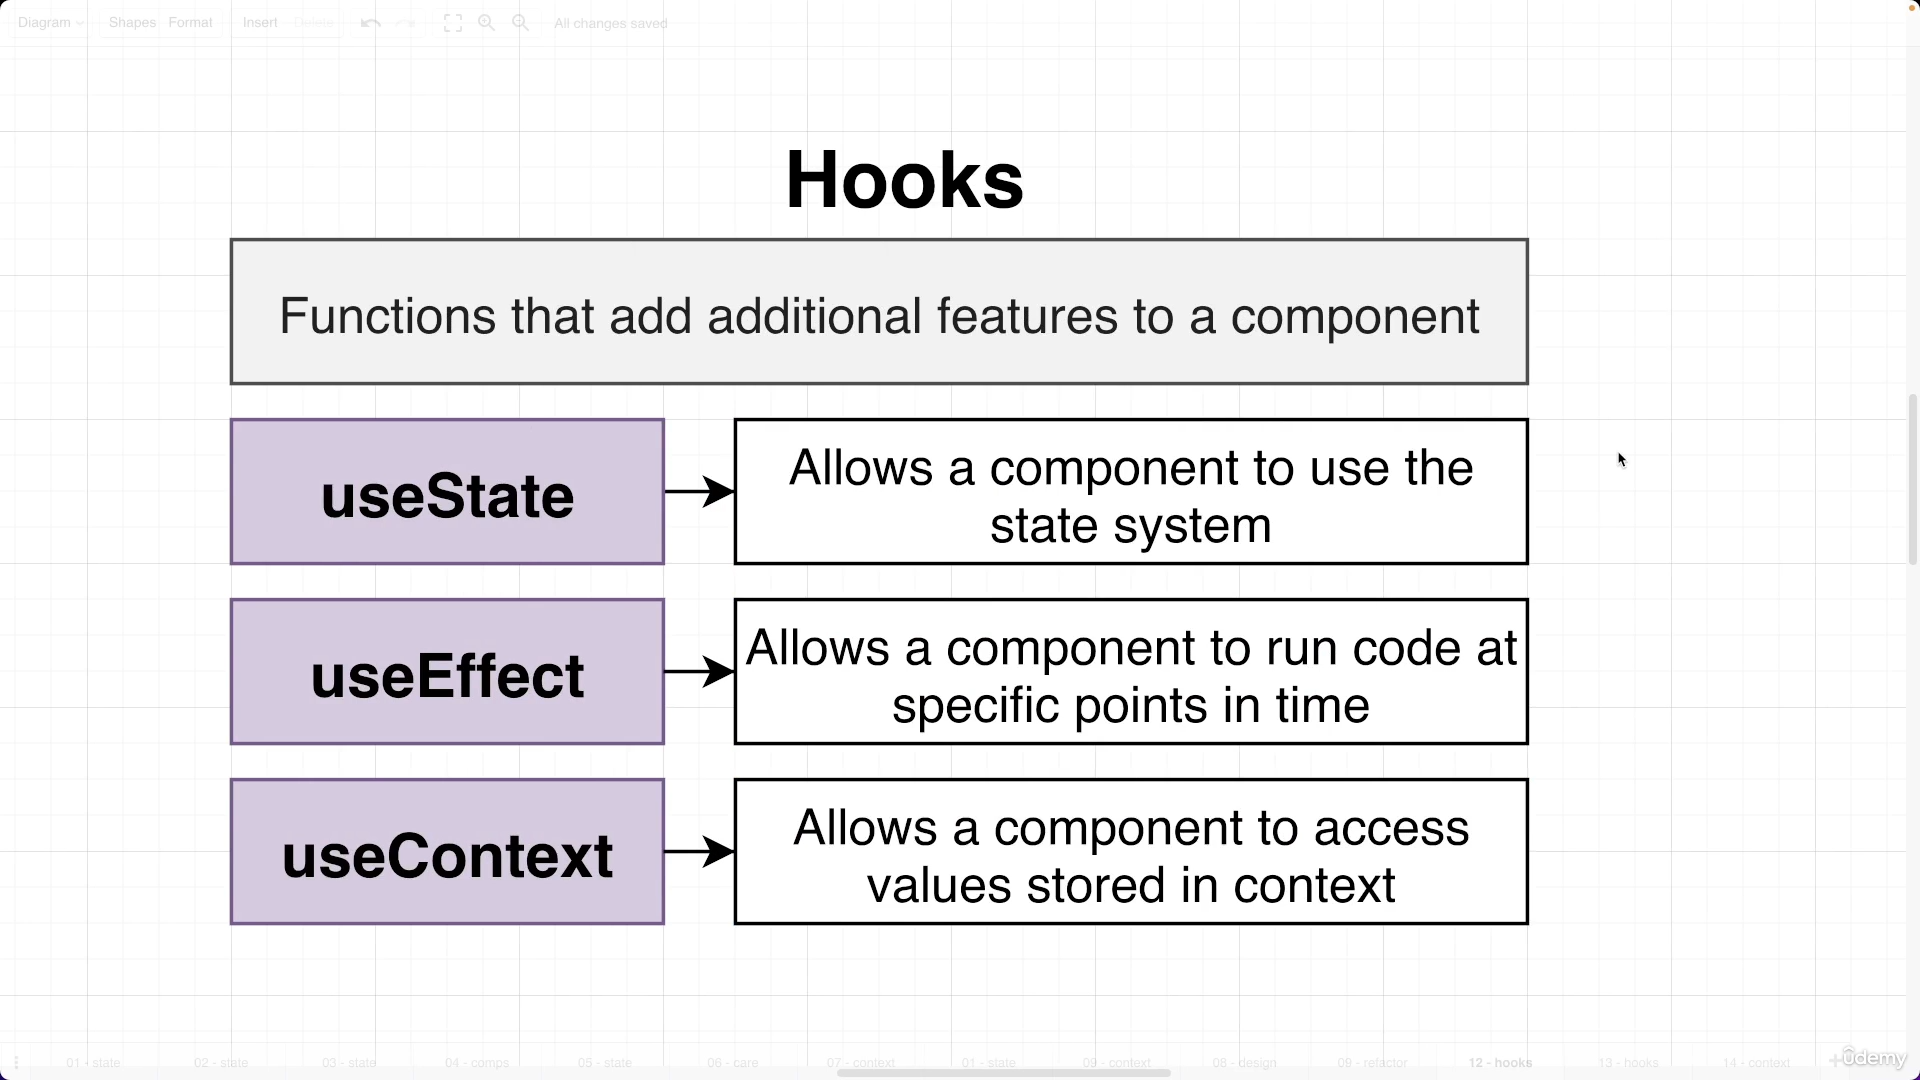 Diagram Shapes Format Insert Delete All changes saved
Hooks
Functions that add additional features to a component
useState
Allows a component to use the
state system
useEffect
Allows a component to run code at
specific points in time
useContext
Allows a component to access
values stored in context
01 - state 02 - state 03 - state 04 - comps 05 - state 06 - care 07 - context 01 - state 09 - context 08 - design 09 - refactor 12 - hooks 13 - hooks 14 - context
ûdemy